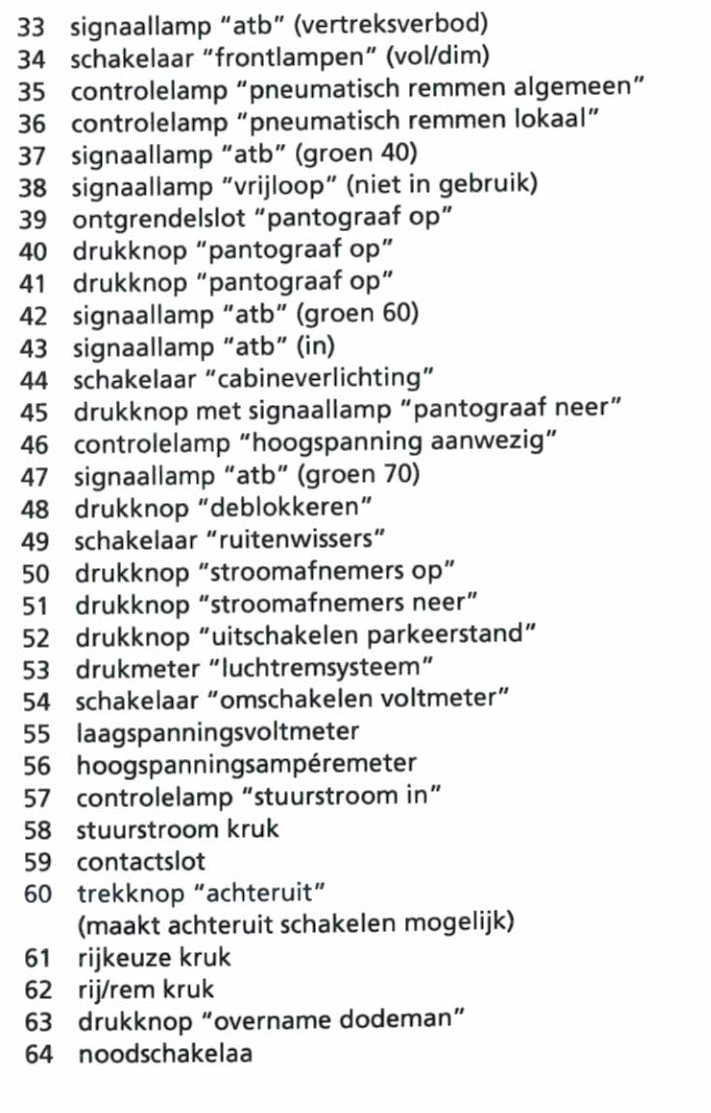 33 signaallamp "atb" (vertreksverbod)
34 schakelaar "frontlampen" (vol/dim)
35 controlelamp "pneumatisch remmen algemeen"
36 controlelamp "pneumatisch remmen lokaal"
37 signaallamp "atb" (groen 40)
38 signaallamp "vrijloop" (niet in gebruik)
39 ontgrendelslot "pantograaf op"
40 drukknop "pantograaf op"
41 drukknop "pantograaf op"
42 signaallamp "atb" (groen 60)
43 signaallamp "atb" (in)
44 schakelaar "cabineverlichting"
45 drukknop met signaallamp "pantograaf neer"
46 controlelamp "hoogspanning aanwezig"
47 signaallamp "atb" (groen 70)
48 drukknop "deblokkeren"
49 schakelaar "ruitenwissers"
50 drukknop "stroomafnemers op"
51 drukknop "stroomafnemers neer"
52 drukknop "uitschakelen parkeerstand"
53 drukmeter "luchtremsysteem"
54 schakelaar "omschakelen voltmeter"
55 laagspanningsvoltmeter
56 hoogspanningsampéremeter
57 controlelamp "stuurstroom in"
58 stuurstroom kruk
59 contactslot
60 trekknop "achteruit"
(maakt achteruit schakelen mogelijk)
61 rijkeuze kruk
62 rij/rem kruk
63 drukknop "overname dodeman"
64 noodschakelaa